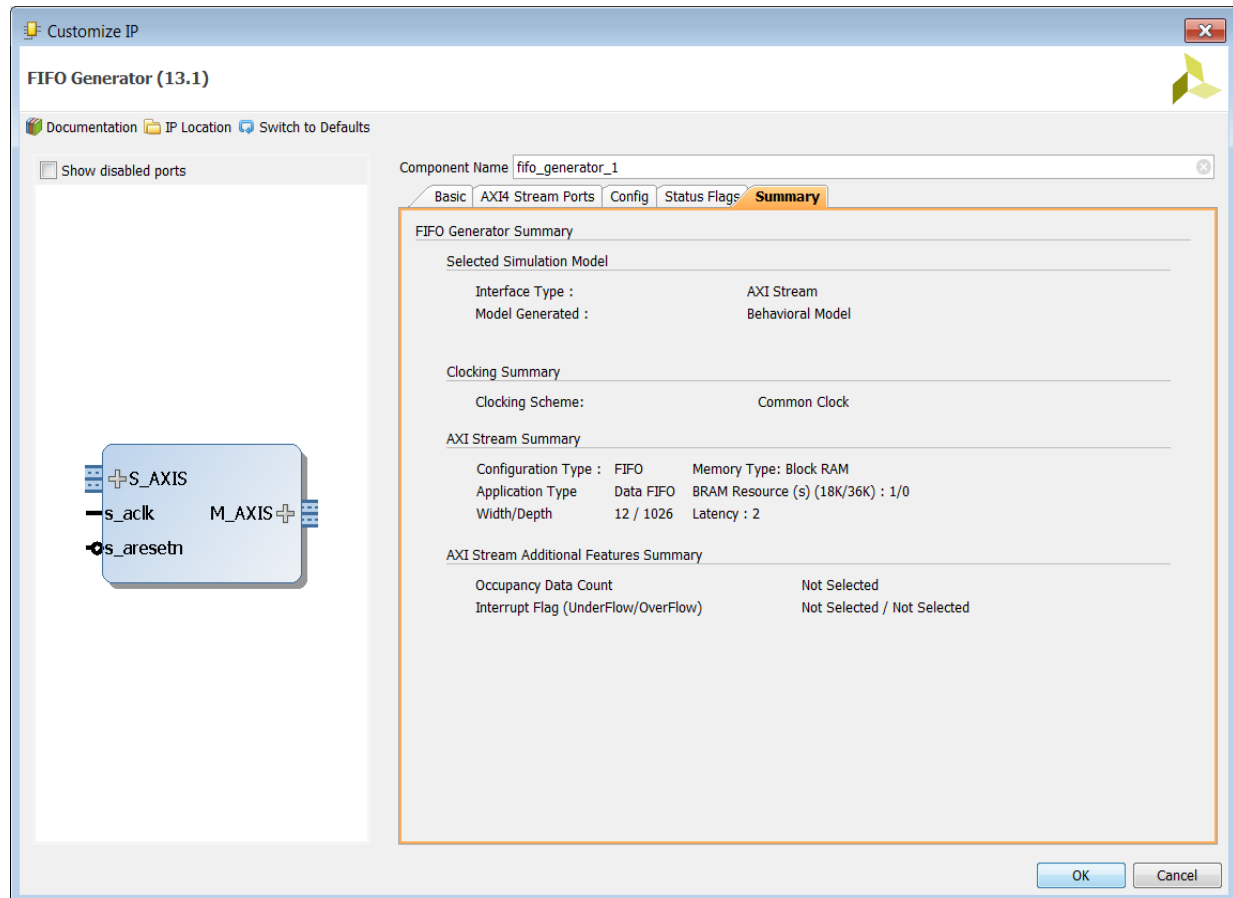 Customize IP
FIFO Generator (13.1)
Documentation IP Location Switch to Defaults
Show disabled ports
Component Name fifo_generator_1
Basic AXI4 Stream Ports Config Status Flags Summary
FIFO Generator Summary
Selected Simulation Model
Interface Type : AXI Stream
Model Generated : Behavioral Model
Clocking Summary
Clocking Scheme: Common Clock
AXI Stream Summary
Configuration Type : FIFO Memory Type: Block RAM
Application Type Data FIFO BRAM Resource (s) (18K/36K) : 1/0
Width/Depth 12 / 1026 Latency : 2
AXI Stream Additional Features Summary
Occupancy Data Count Not Selected
Interrupt Flag (UnderFlow/OverFlow) Not Selected / Not Selected
S_AXIS
s_aclk M_AXIS
s_aresetn
OK Cancel